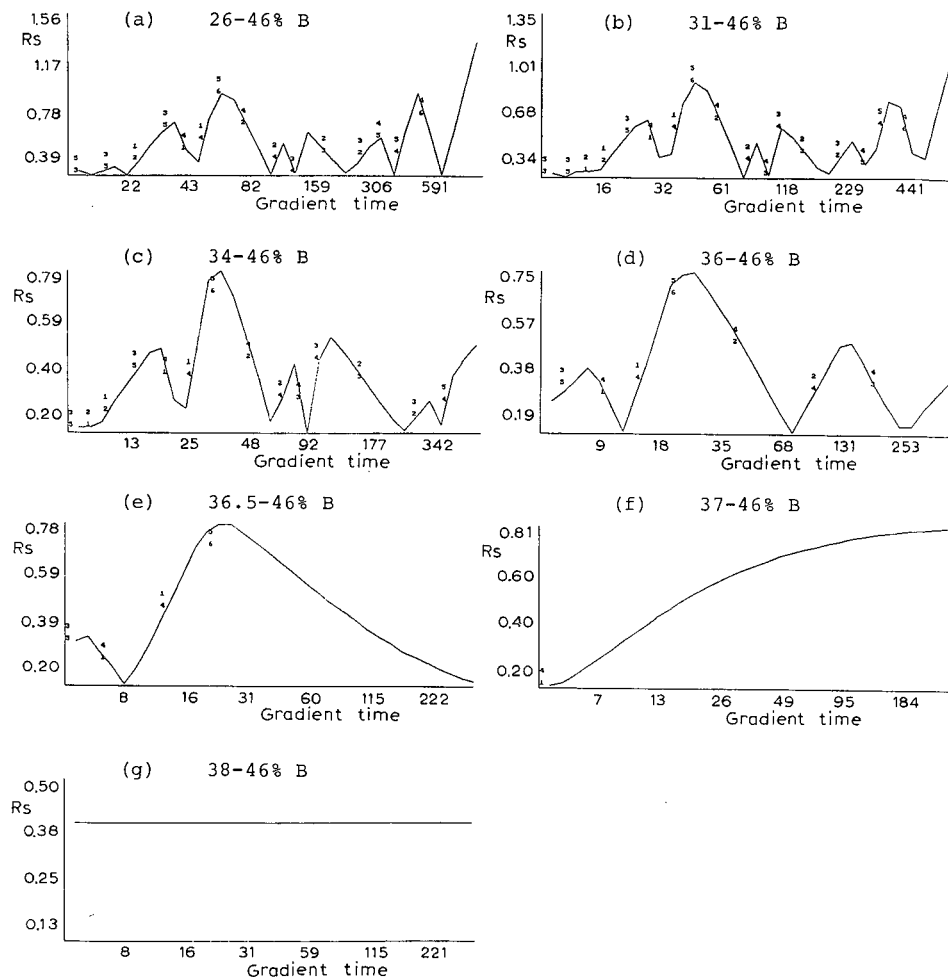 (a) 26-46% B
1.56
Rs
1.17
0.78
0.39
22 43 82 159 306 591
Gradient time
(b) 31-46% B
1.35
Rs
1.01
0.68
0.34
16 32 61 118 229 441
Gradient time
(c) 34-46% B
0.79
Rs
0.59
0.40
0.20
13 25 48 92 177 342
Gradient time
(d) 36-46% B
0.75
Rs
0.57
0.38
0.19
9 18 35 68 131 253
Gradient time
(e) 36.5-46% B
0.78
Rs
0.59
0.39
0.20
8 16 31 60 115 222
Gradient time
(f) 37-46% B
0.81
Rs
0.60
0.40
0.20
7 13 26 49 95 184
Gradient time
(g) 38-46% B
0.50
Rs
0.38
0.25
0.13
8 16 31 59 115 221
Gradient time